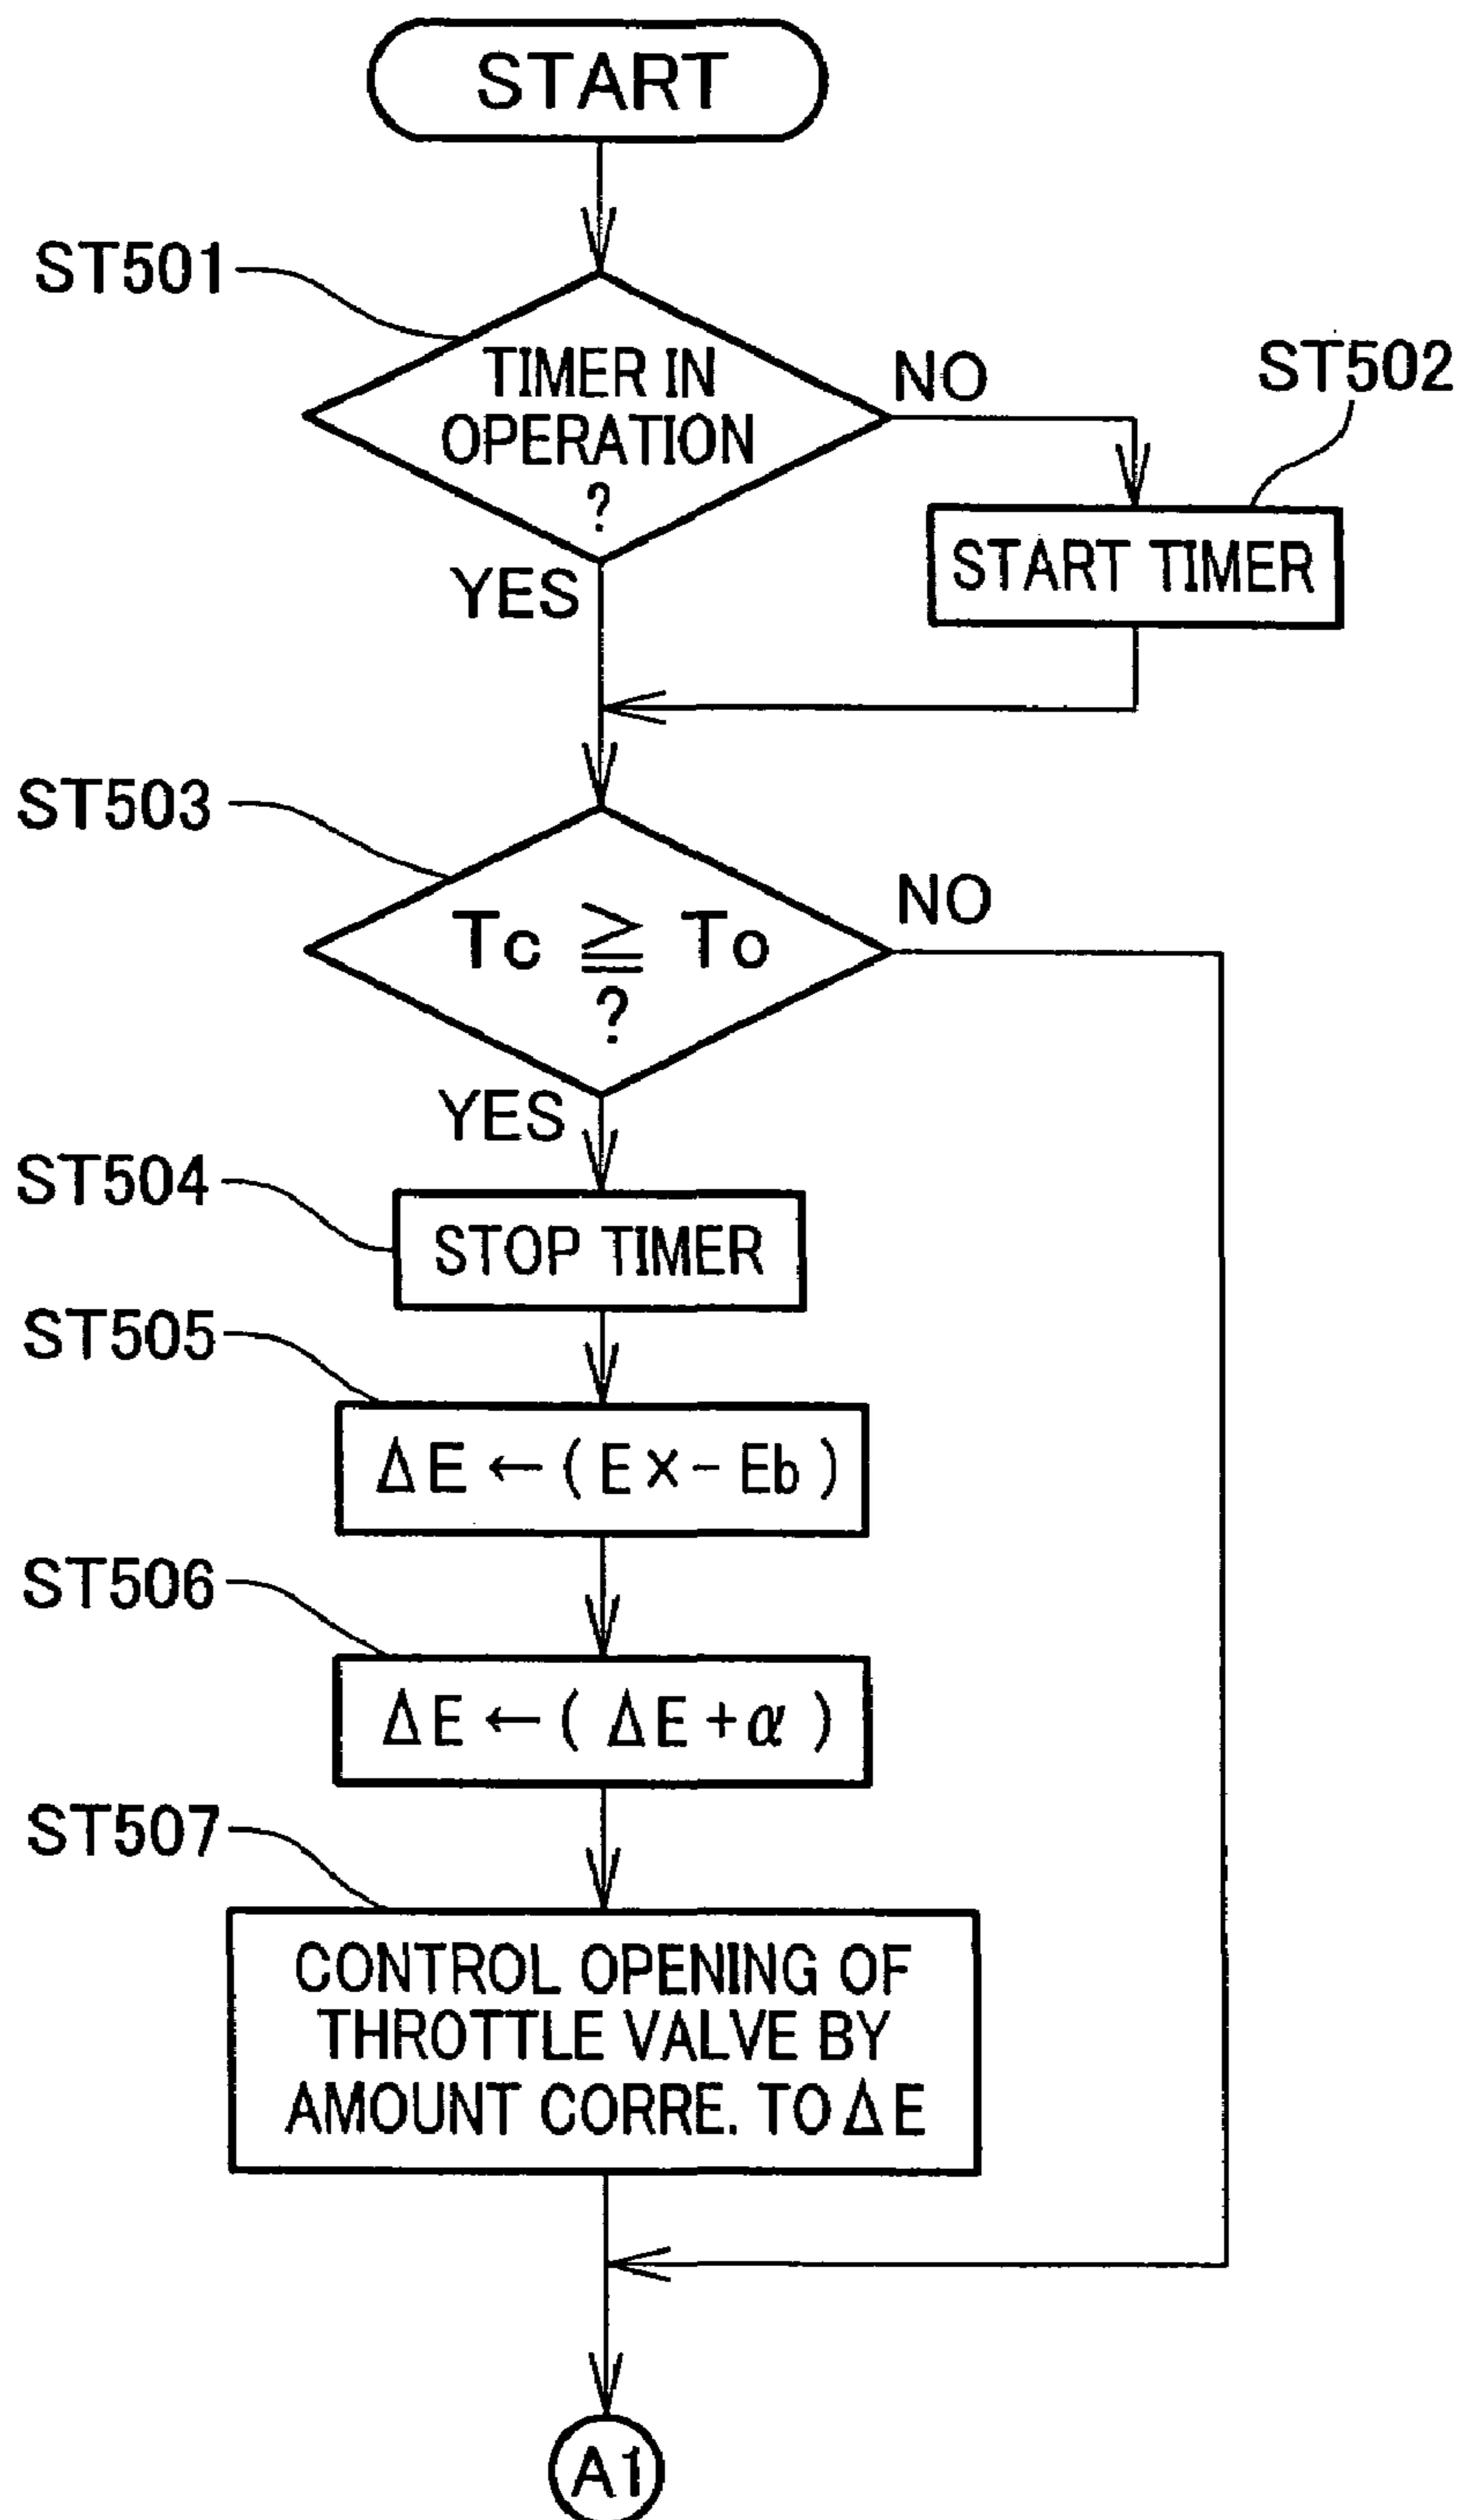 START
ST501
TIMER IN
OPERATION
?
NO
ST502
START TIMER
YES
ST503
Tc ≧ To
?
NO
YES
ST504
STOP TIMER
ST505
ΔE ← (Ex - Eb)
ST506
ΔE ← (ΔE + α)
ST507
CONTROL OPENING OF
THROTTLE VALVE BY
AMOUNT CORRE. TO ΔE
A1